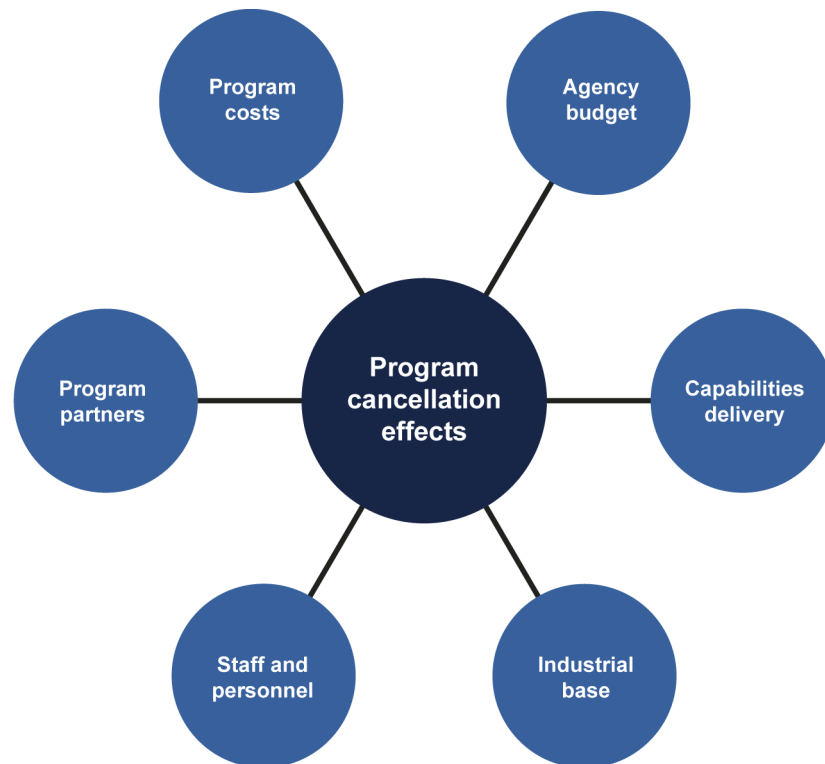 Program
costs
Agency
budget
Program
partners
Program
cancellation
effects
Capabilities
delivery
Staff and
personnel
Industrial
base